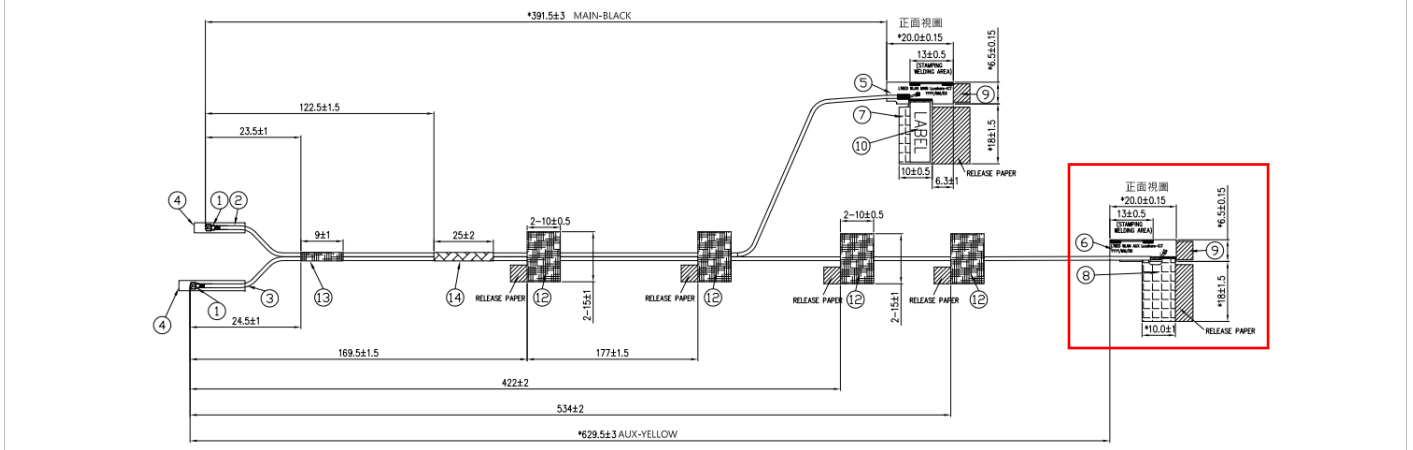 *391.5±3 MAIN-BLACK
正面視圖
*20.0±0.15
13±0.5
(STAMPING
WELDING AREA)
*6.5±0.15
5
9
122.5±1.5
7
LABEL
10
*18±1.5
23.5±1
RELEASE PAPER
10±0.5
6.3±1
正面視圖
*20.0±0.15
13±0.5
(STAMPING
WELDING AREA)
*6.5±0.15
4
1
2
9±1
25±2
2-10±0.5
2-10±0.5
6
9
8
13
14
3
RELEASE PAPER
12
2-15±1
RELEASE PAPER
12
RELEASE PAPER
12
2-15±1
RELEASE PAPER
12
*18±1.5
4
1
24.5±1
RELEASE PAPER
*10.0±1
169.5±1.5
177±1.5
422±2
534±2
*629.5±3 AUX-YELLOW